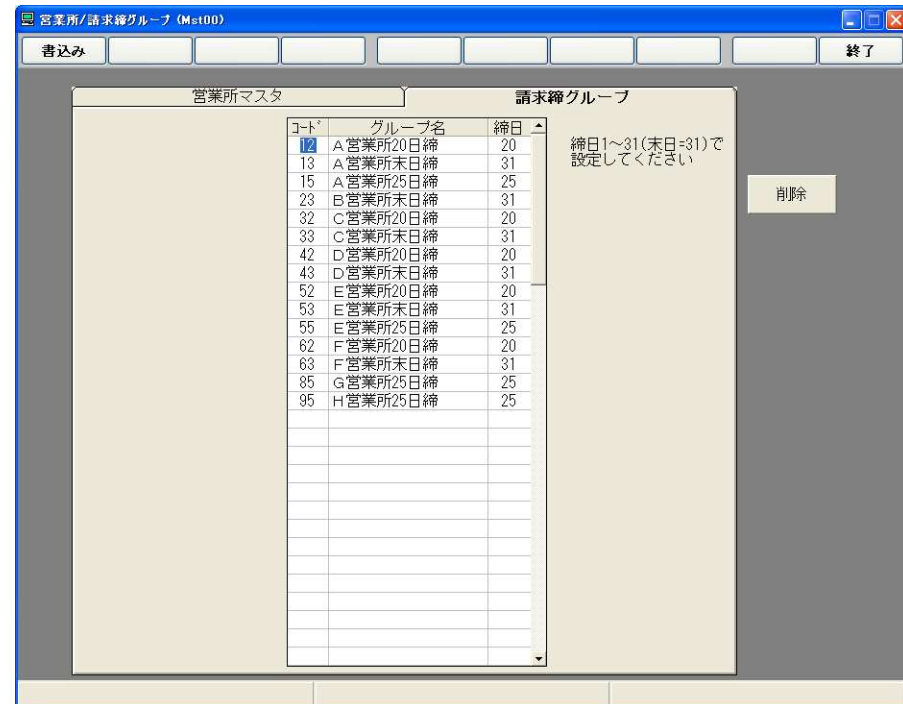 営業所/請求締グループ (Mst00)
書込み
終了
営業所マスタ 請求締グループ
コード グループ名 締日
12 A営業所20日締 20
13 A営業所末日締 31
15 A営業所25日締 25
23 B営業所末日締 31
32 C営業所20日締 20
33 C営業所末日締 31
42 D営業所20日締 20
43 D営業所末日締 31
52 E営業所20日締 20
53 E営業所末日締 31
55 E営業所25日締 25
62 F営業所20日締 20
63 F営業所末日締 31
85 G営業所25日締 25
95 H営業所25日締 25
締日1~31(末日=31)で
設定してください
削除